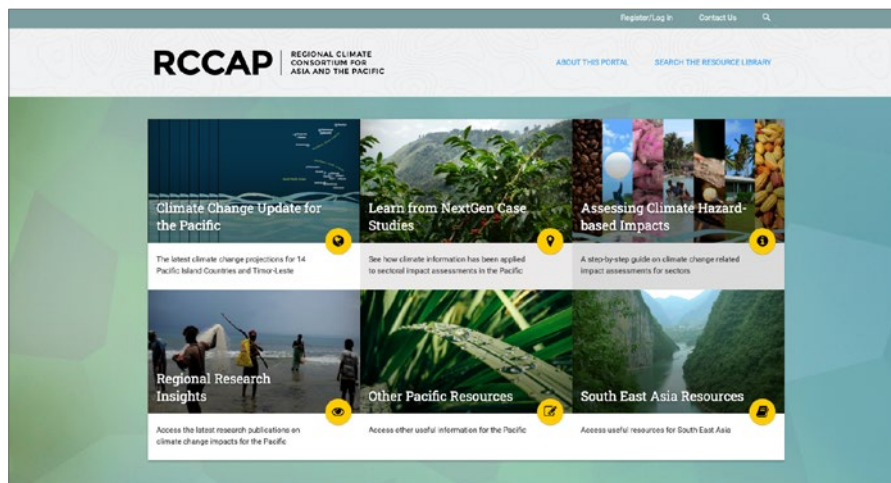 Register/Log in Contact Us
RCCAP
REGIONAL CLIMATE
CONSORTIUM FOR
ASIA AND THE PACIFIC
ABOUT THIS PORTAL SEARCH THE RESOURCE LIBRARY
Climate Change Update for
the Pacific
The latest climate change projections for 14
Pacific Island Countries and Timor-Leste
Learn from NextGen Case
Studies
See how climate information has been applied
to sectoral impact assessments in the Pacific
Assessing Climate Hazard-
based Impacts
A step-by-step guide on climate change related
impact assessments for sectors
Regional Research
Insights
Access the latest research publications on
climate change impacts for the Pacific
Other Pacific Resources
Access other useful information for the Pacific
South East Asia Resources
Access useful resources for South East Asia